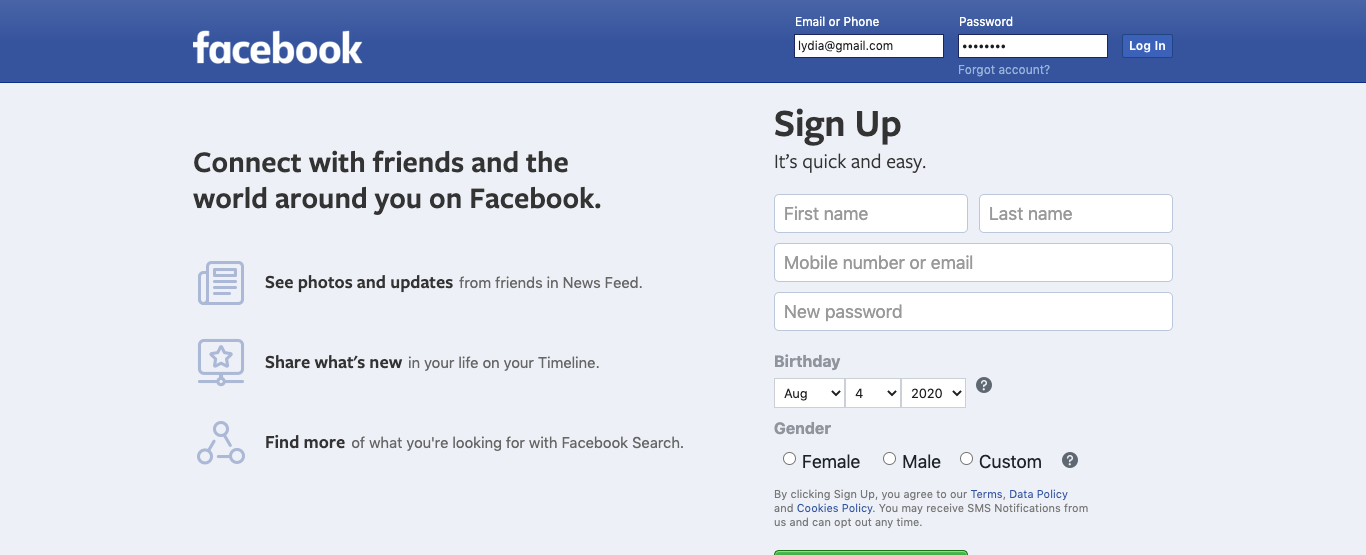 facebook
Email or Phone
Password
lydia@gmail.com
••••••••
Log In
Forgot account?
Connect with friends and the
world around you on Facebook.
See photos and updates from friends in News Feed.
Share what's new in your life on your Timeline.
Find more of what you're looking for with Facebook Search.
Sign Up
It's quick and easy.
First name
Last name
Mobile number or email
New password
Birthday
Aug
4
2020
?
Gender
Female
Male
Custom
?
By clicking Sign Up, you agree to our Terms, Data Policy
and Cookies Policy. You may receive SMS Notifications from
us and can opt out any time.